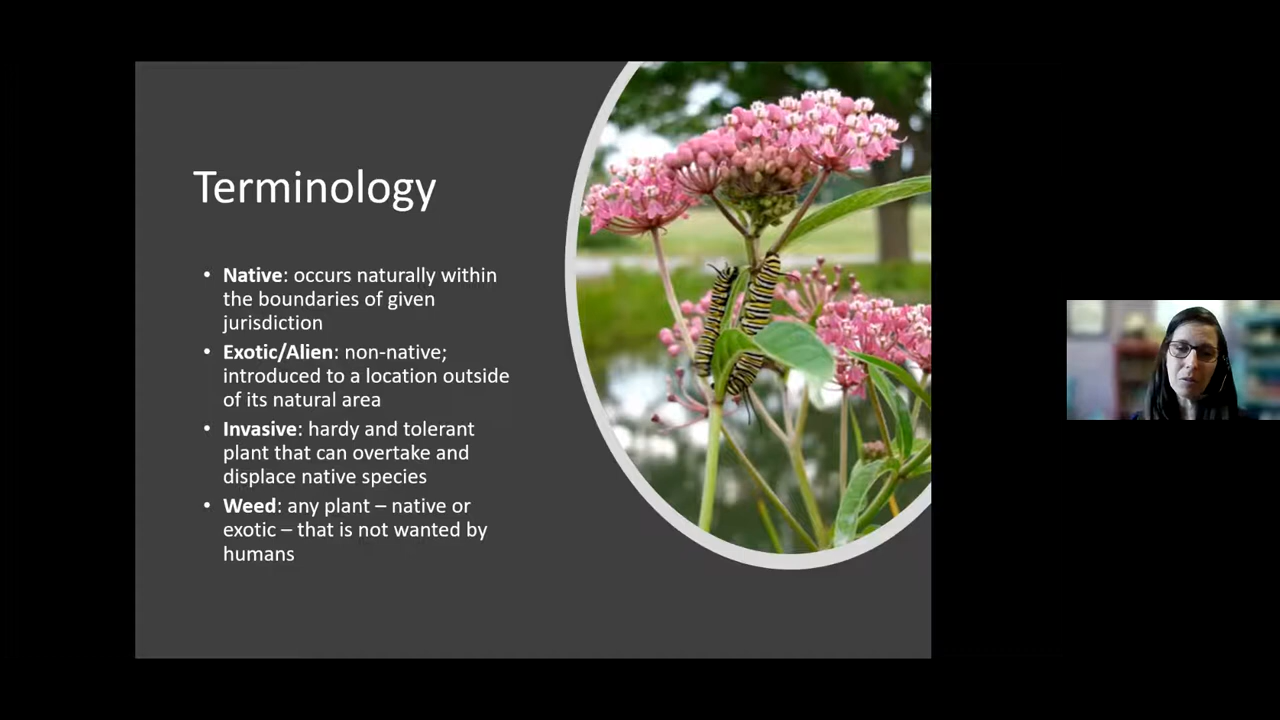 Terminology
• Native: occurs naturally within
the boundaries of given
jurisdiction
• Exotic/Alien: non-native;
introduced to a location outside
of its natural area
• Invasive: hardy and tolerant
plant that can overtake and
displace native species
• Weed: any plant – native or
exotic – that is not wanted by
humans